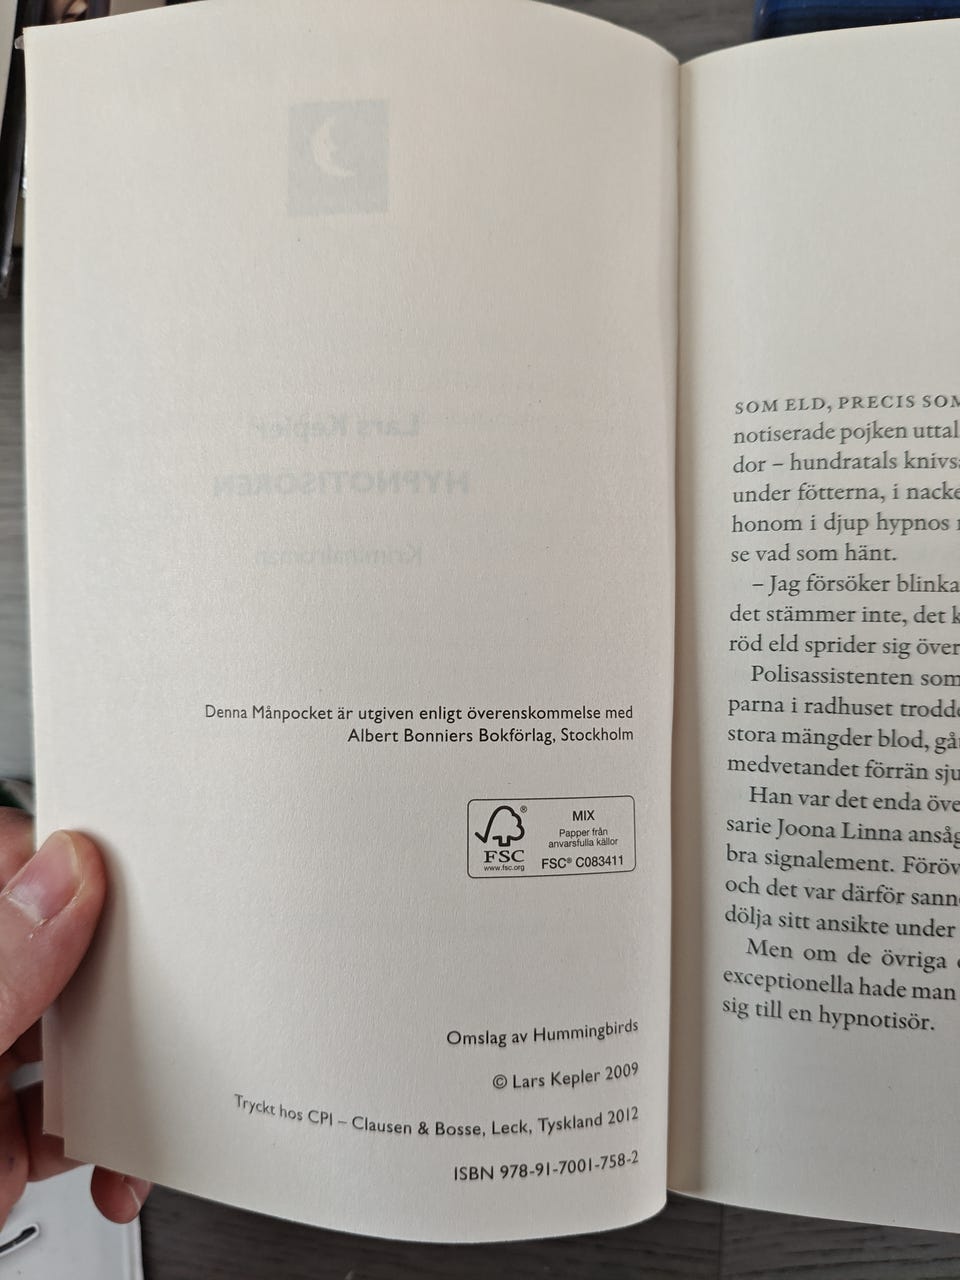 Lars Kepler
HYPNOTISÖREN
Kriminalroman
Denna Månpocket är utgiven enligt överenskommelse med
Albert Bonniers Bokförlag, Stockholm
FSC®
www.fsc.org
MIX
Papper från
anvarsfulla källor
FSC® C083411
Omslag av Hummingbirds
© Lars Kepler 2009
Tryckt hos CPI – Clausen & Bosse, Leck, Tyskland 2012
ISBN 978-91-7001-758-2
SOM ELD, PRECIS SOM
notiserade pojken uttal
dor – hundratals knivs
under fötterna, i nacke
honom i djup hypnos
se vad som hänt.
– Jag försöker blinka
det stämmer inte, det k
röd eld sprider sig över
Polisassistenten som
parna i radhuset trodde
stora mängder blod, gå
medvetandet förrän sju
Han var det enda öve
sarie Joona Linna ansåg
bra signalement. Föröv
och det var därför sann
dölja sitt ansikte under
Men om de övriga
exceptionella hade man
sig till en hypnotisör.